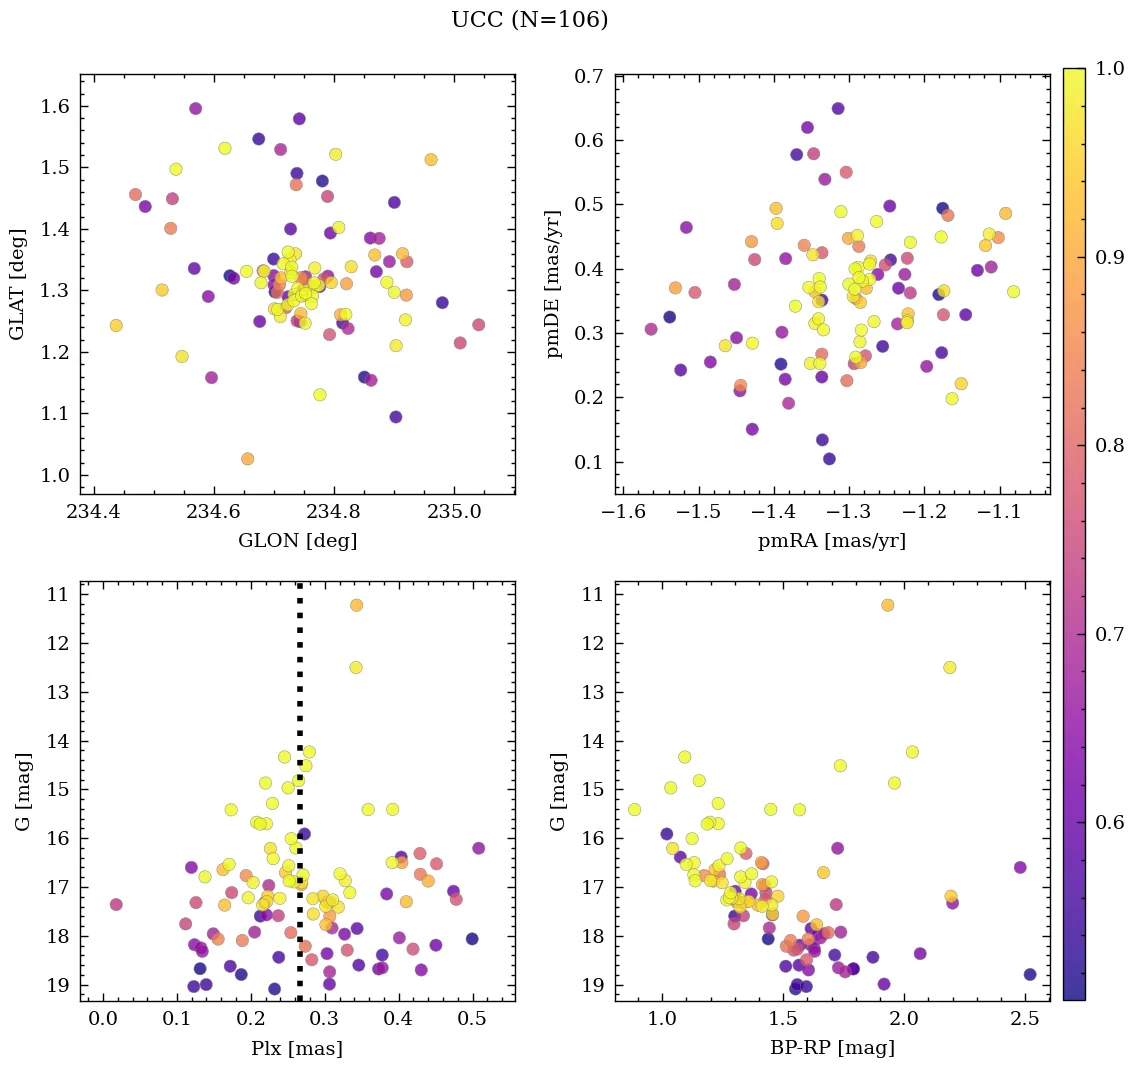 UCC (N=106)
1.6
1.5
1.4
1.3
1.2
1.1
1.0
GLAT [deg]
234.4 234.6 234.8 235.0
GLON [deg]
0.7
0.6
0.5
0.4
0.3
0.2
0.1
pmDE [mas/yr]
−1.6 −1.5 −1.4 −1.3 −1.2 −1.1
pmRA [mas/yr]
11
12
13
14
15
16
17
18
19
G [mag]
0.0 0.1 0.2 0.3 0.4 0.5
Plx [mas]
11
12
13
14
15
16
17
18
19
G [mag]
1.0 1.5 2.0 2.5
BP-RP [mag]
1.0
0.9
0.8
0.7
0.6